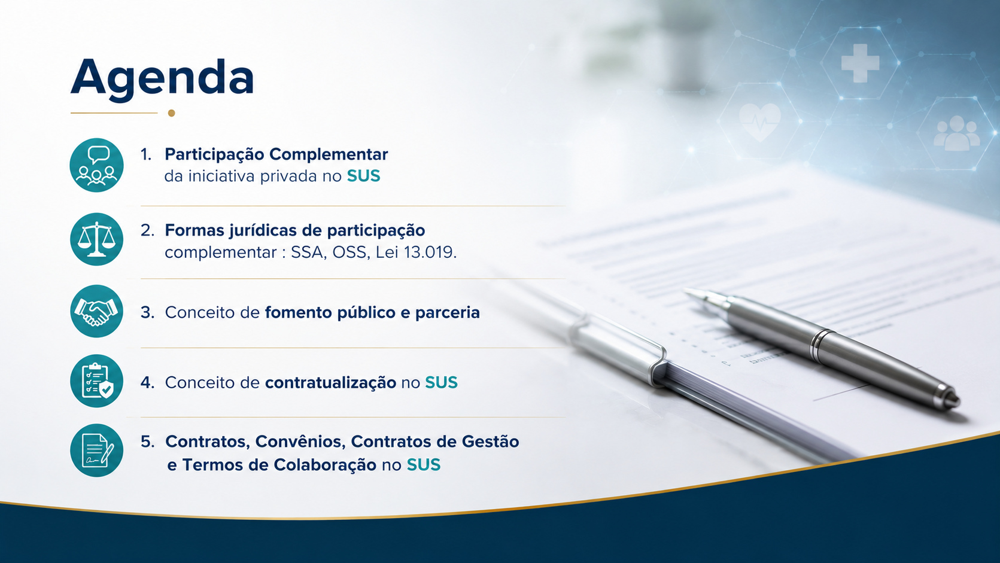 Agenda
1. Participação Complementar
da iniciativa privada no SUS
2. Formas jurídicas de participação
complementar : SSA, OSS, Lei 13.019.
3. Conceito de fomento público e parceria
4. Conceito de contratualização no SUS
5. Contratos, Convênios, Contratos de Gestão
e Termos de Colaboração no SUS